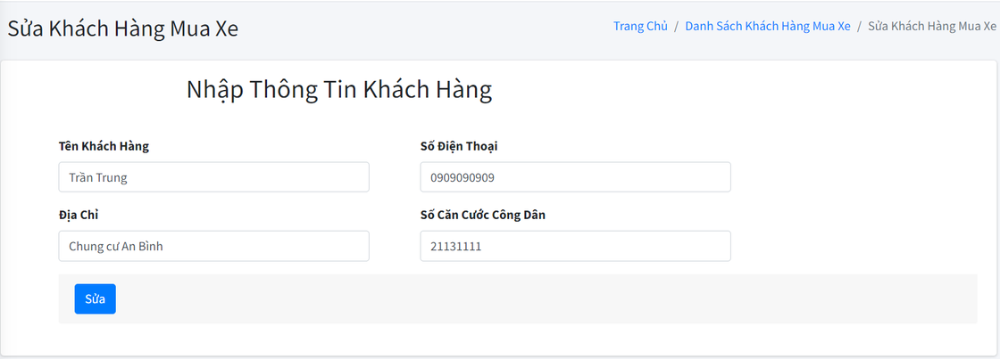 Sửa Khách Hàng Mua Xe
Trang Chủ / Danh Sách Khách Hàng Mua Xe / Sửa Khách Hàng Mua Xe
Nhập Thông Tin Khách Hàng
Tên Khách Hàng
Số Điện Thoại
Trần Trung
0909090909
Địa Chỉ
Số Căn Cước Công Dân
Chung cư An Bình
21131111
Sửa